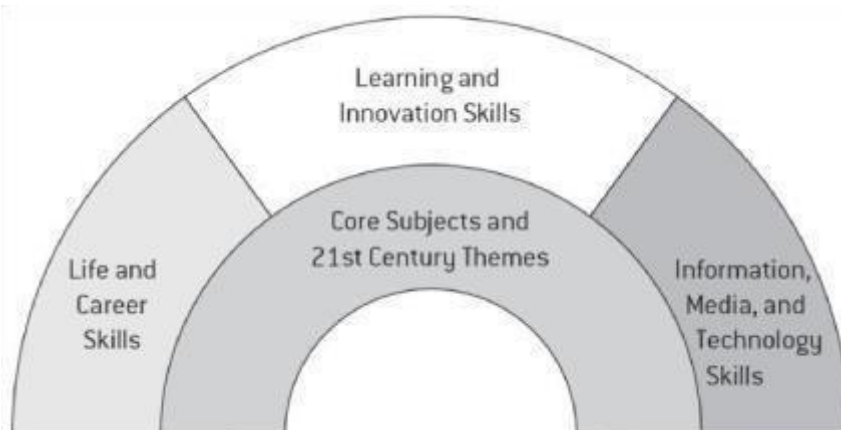 Learning and
Innovation Skills
Core Subjects and
21st Century Themes
Life and
Career
Skills
Information,
Media, and
Technology
Skills